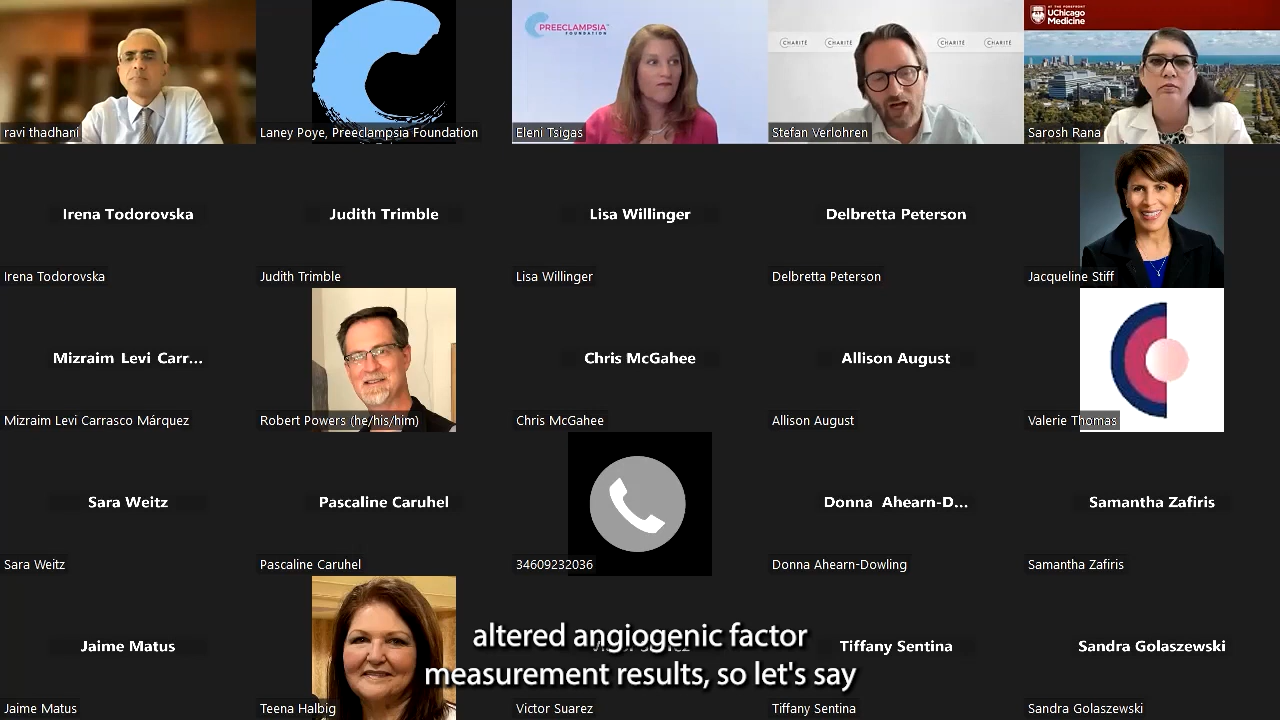 PREECLAMPSIA
FOUNDATION
CHARITÉ CHARITÉ CHARITÉ CHARITÉ
AT THE FOREFRONT
UChicago
Medicine
ravi thadhani
Laney Poye, Preeclampsia Foundation
Eleni Tsigas
Stefan Verlohren
Sarosh Rana
Irena Todorovska
Judith Trimble
Lisa Willinger
Delbretta Peterson
Irena Todorovska
Judith Trimble
Lisa Willinger
Delbretta Peterson
Jacqueline Stiff
Mizraim Levi Carr...
Chris McGahee
Allison August
Mizraim Levi Carrasco Márquez
Robert Powers (he/his/him)
Chris McGahee
Allison August
Valerie Thomas
Sara Weitz
Pascaline Caruhel
Donna Ahearn-D...
Samantha Zafiris
Sara Weitz
Pascaline Caruhel
34609232036
Donna Ahearn-Dowling
Samantha Zafiris
Jaime Matus
Tiffany Sentina
Sandra Golaszewski
altered angiogenic factor
measurement results, so let's say
Jaime Matus
Teena Halbig
Victor Suarez
Tiffany Sentina
Sandra Golaszewski